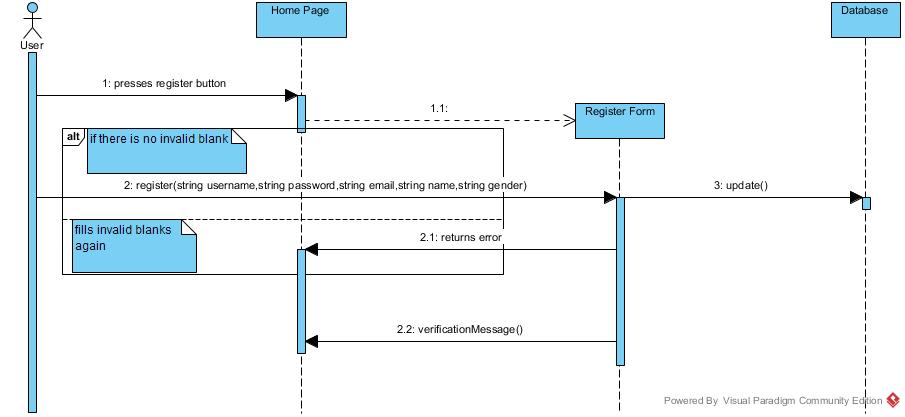 Home Page
Database
User
1: presses register button
1.1:
Register Form
alt
if there is no invalid blank
2: register(string username,string password,string email,string name,string gender)
3: update()
fills invalid blanks
again
2.1: returns error
2.2: verificationMessage()
Powered By Visual Paradigm Community Edition